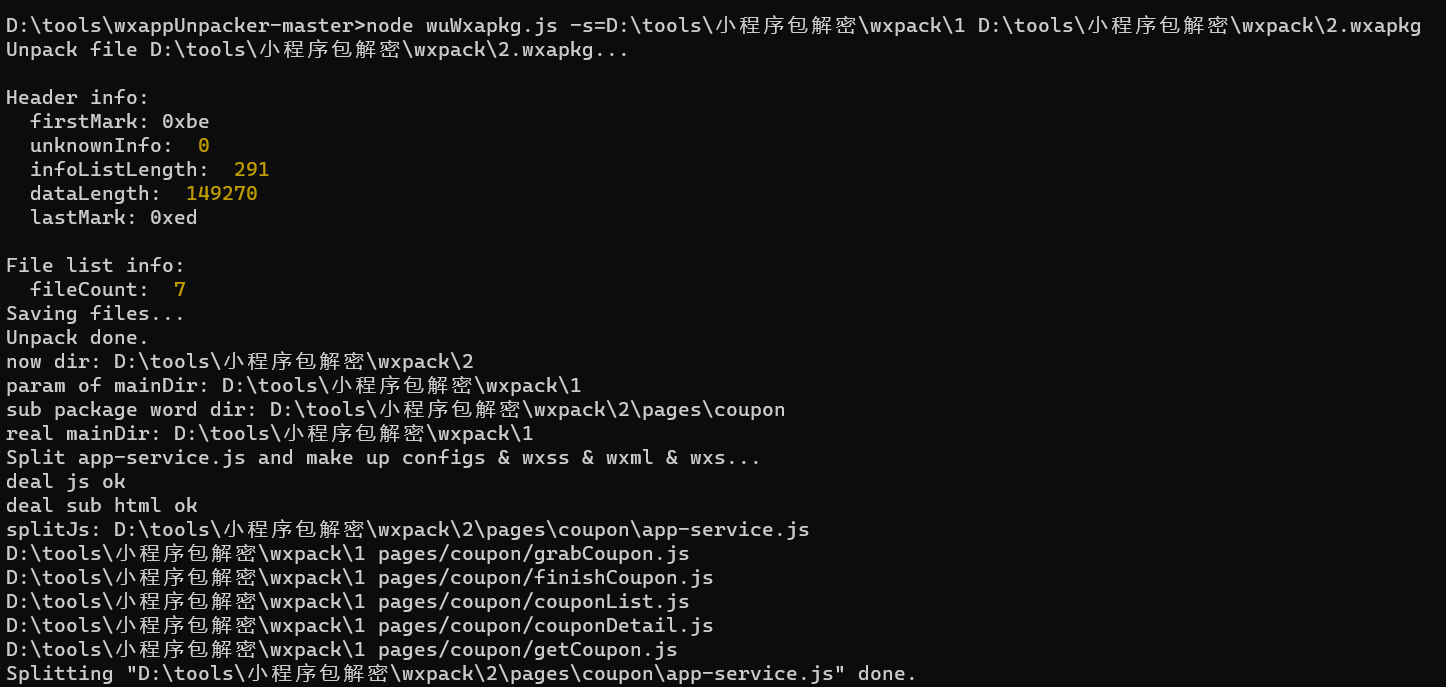 D:\tools\wxappUnpacker-master>node wuWxapkg.js -s=D:\tools\小程序包解密\wxpack\1 D:\tools\小程序包解密\wxpack\2.wxapkg
Unpack file D:\tools\小程序包解密\wxpack\2.wxapkg...
Header info:
  firstMark: 0xbe
  unknownInfo:  0
  infoListLength:  291
  dataLength:  149270
  lastMark: 0xed
File list info:
  fileCount:  7
Saving files...
Unpack done.
now dir: D:\tools\小程序包解密\wxpack\2
param of mainDir: D:\tools\小程序包解密\wxpack\1
sub package word dir: D:\tools\小程序包解密\wxpack\2\pages\coupon
real mainDir: D:\tools\小程序包解密\wxpack\1
Split app-service.js and make up configs & wxss & wxml & wxs...
deal js ok
deal sub html ok
splitJs: D:\tools\小程序包解密\wxpack\2\pages\coupon\app-service.js
D:\tools\小程序包解密\wxpack\1 pages/coupon/grabCoupon.js
D:\tools\小程序包解密\wxpack\1 pages/coupon/finishCoupon.js
D:\tools\小程序包解密\wxpack\1 pages/coupon/couponList.js
D:\tools\小程序包解密\wxpack\1 pages/coupon/couponDetail.js
D:\tools\小程序包解密\wxpack\1 pages/coupon/getCoupon.js
Splitting "D:\tools\小程序包解密\wxpack\2\pages\coupon\app-service.js" done.